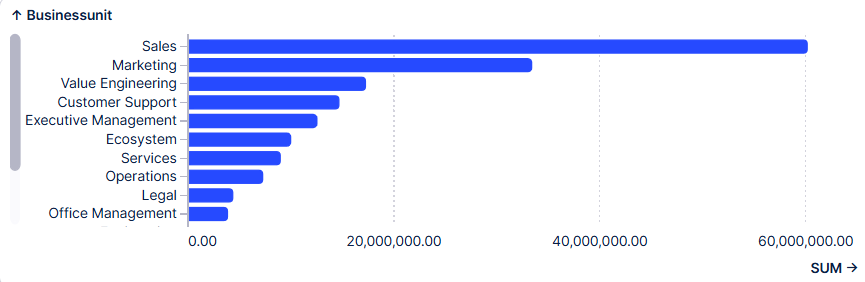 ↑ Businessunit
Sales
Marketing
Value Engineering
Customer Support
Executive Management
Ecosystem
Services
Operations
Legal
Office Management
0.00 20,000,000.00 40,000,000.00 60,000,000.00
SUM →